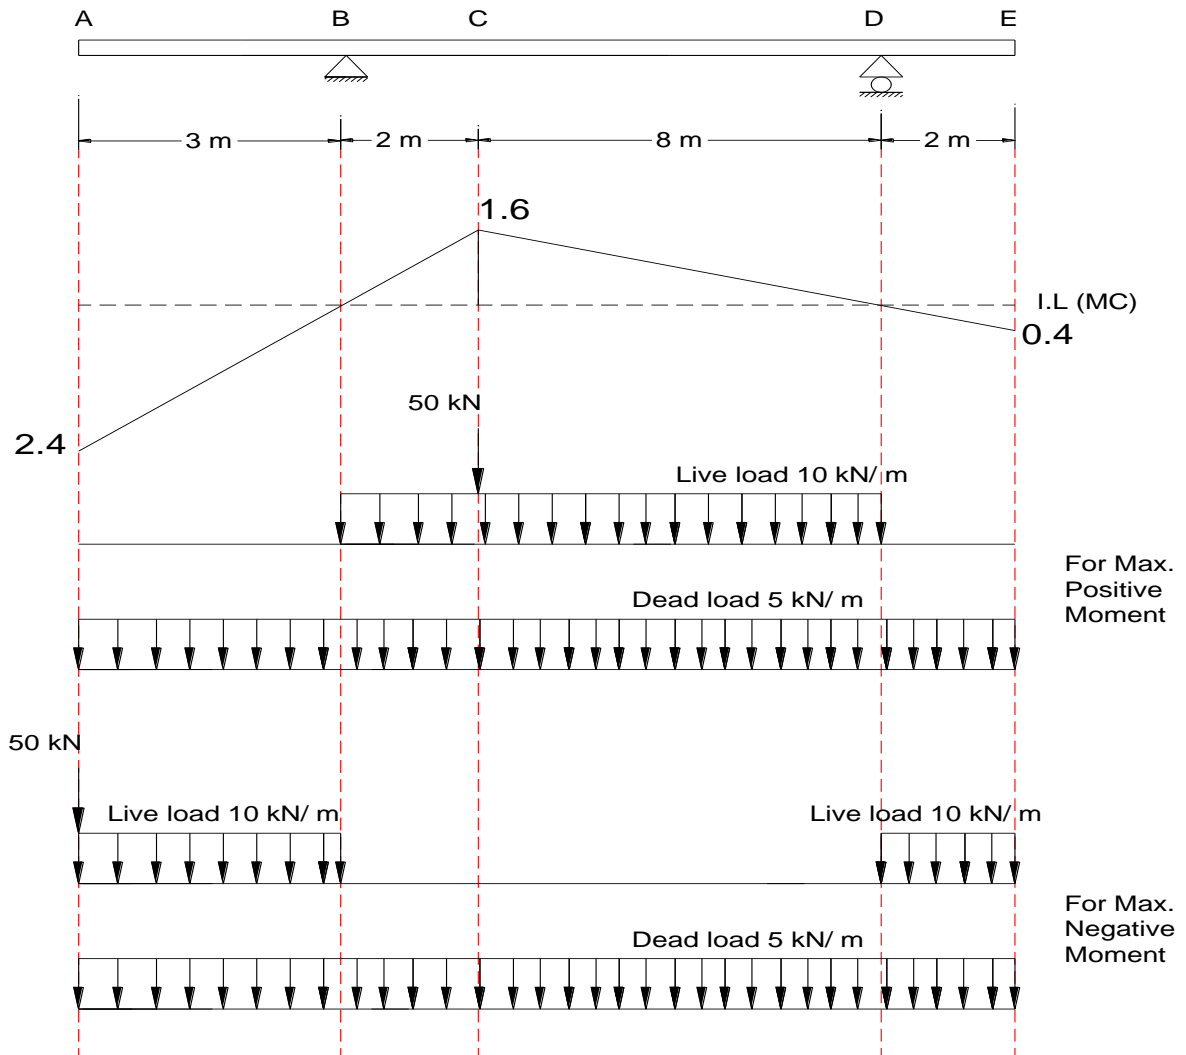 A B C D E
3 m 2 m 8 m 2 m
1.6
I.L (MC)
0.4
50 kN
2.4
Live load 10 kN/ m
For Max.
Positive
Moment
Dead load 5 kN/ m
50 kN
Live load 10 kN/ m Live load 10 kN/ m
For Max.
Negative
Moment
Dead load 5 kN/ m